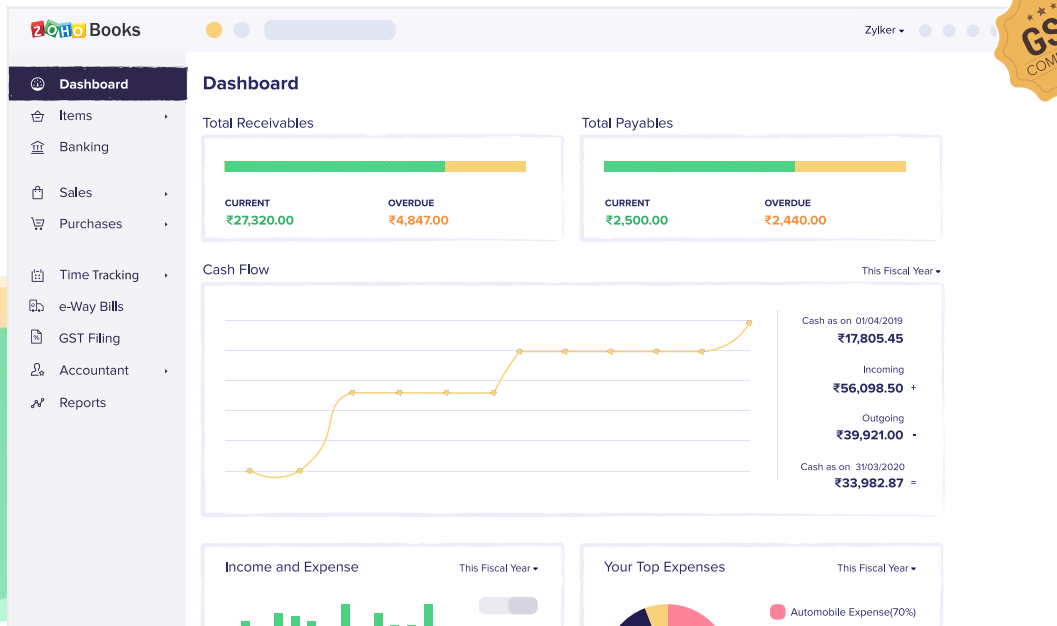 ZOHO Books
Zylker
GS
COM
Dashboard
Items
Banking
Sales
Purchases
Time Tracking
e-Way Bills
GST Filing
Accountant
Reports
Dashboard
Total Receivables
CURRENT OVERDUE
₹27,320.00 ₹4,847.00
Total Payables
CURRENT OVERDUE
₹2,500.00 ₹2,440.00
Cash Flow
This Fiscal Year
Cash as on 01/04/2019
₹17,805.45
Incoming
₹56,098.50 +
Outgoing
₹39,921.00 -
Cash as on 31/03/2020
₹33,982.87 =
Income and Expense
This Fiscal Year
Your Top Expenses
This Fiscal Year
Automobile Expense(70%)